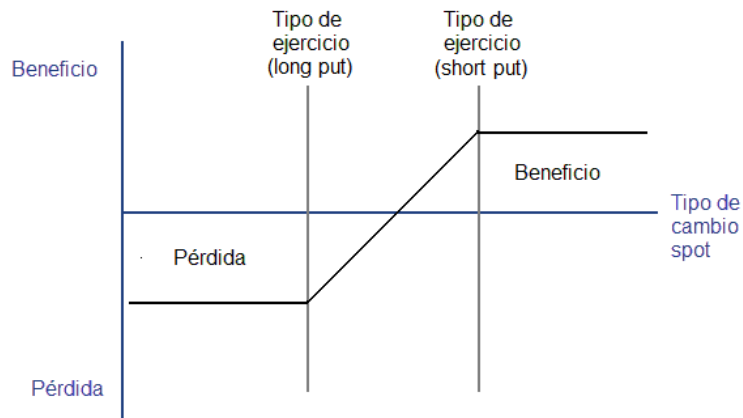 Tipo de
ejercicio
(long put)
Tipo de
ejercicio
(short put)
Beneficio
Beneficio
Tipo de
cambio
spot
Pérdida
Pérdida